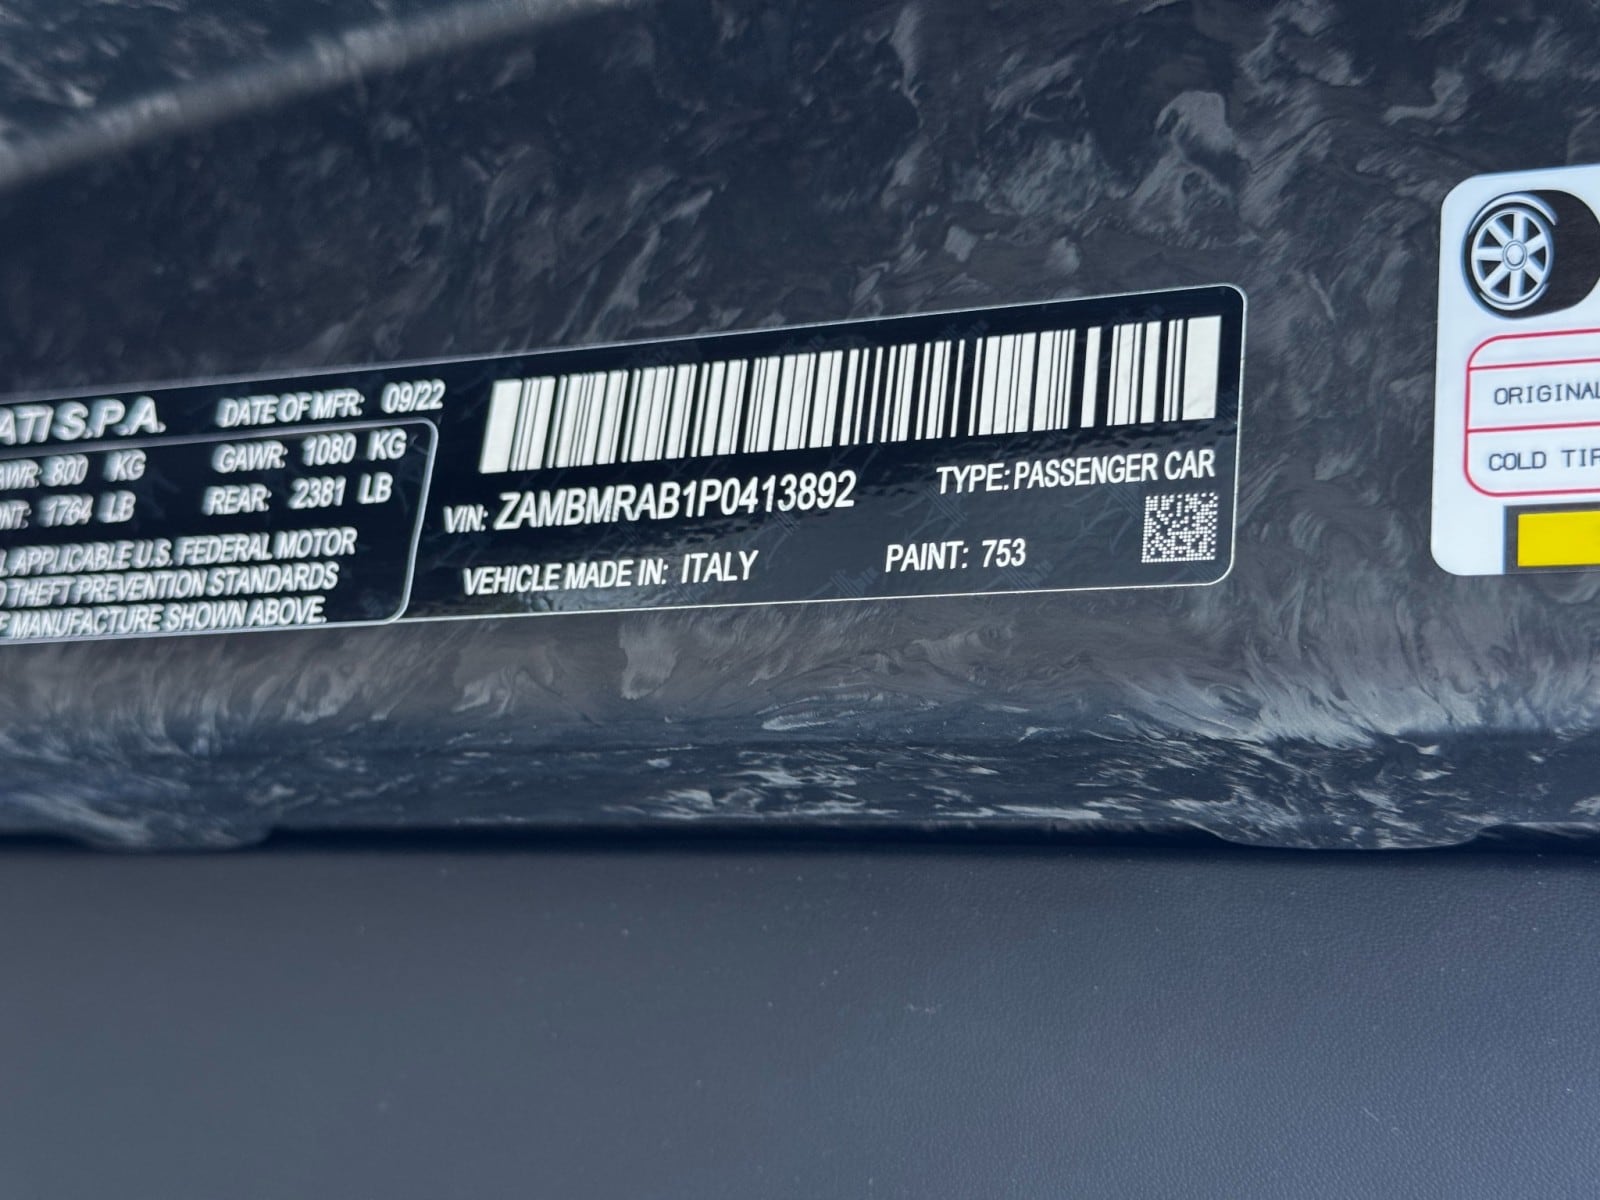 ATI S.P.A. DATE OF MFR: 09/22
AWR: 800 KG GAWR: 1080 KG
NT: 1764 LB REAR: 2381 LB
L APPLICABLE U.S. FEDERAL MOTOR
THEFT PREVENTION STANDARDS
F MANUFACTURE SHOWN ABOVE.
VIN: ZAMBMRAB1P0413892 TYPE: PASSENGER CAR
VEHICLE MADE IN: ITALY PAINT: 753
ORIGINAL
COLD TIR